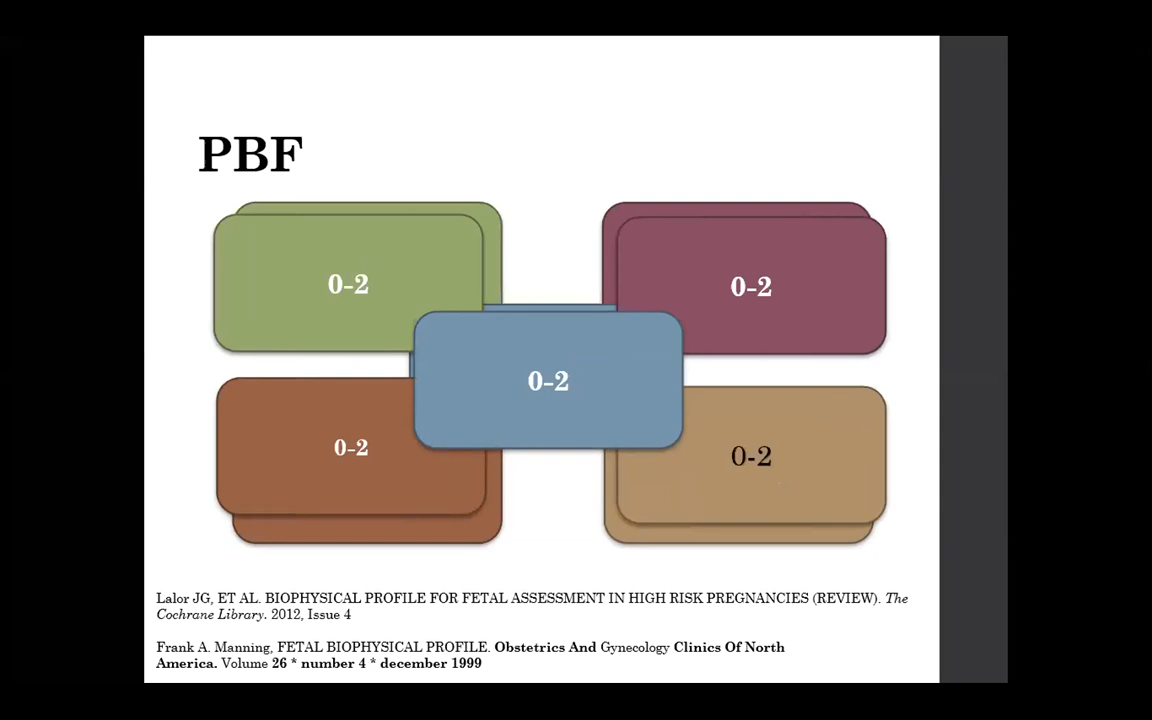 PBF
0-2
0-2
0-2
0-2
0-2
Lalor JG, ET AL. BIOPHYSICAL PROFILE FOR FETAL ASSESSMENT IN HIGH RISK PREGNANCIES (REVIEW). The
Cochrane Library. 2012, Issue 4
Frank A. Manning, FETAL BIOPHYSICAL PROFILE. Obstetrics And Gynecology Clinics Of North
America. Volume 26 * number 4 * december 1999